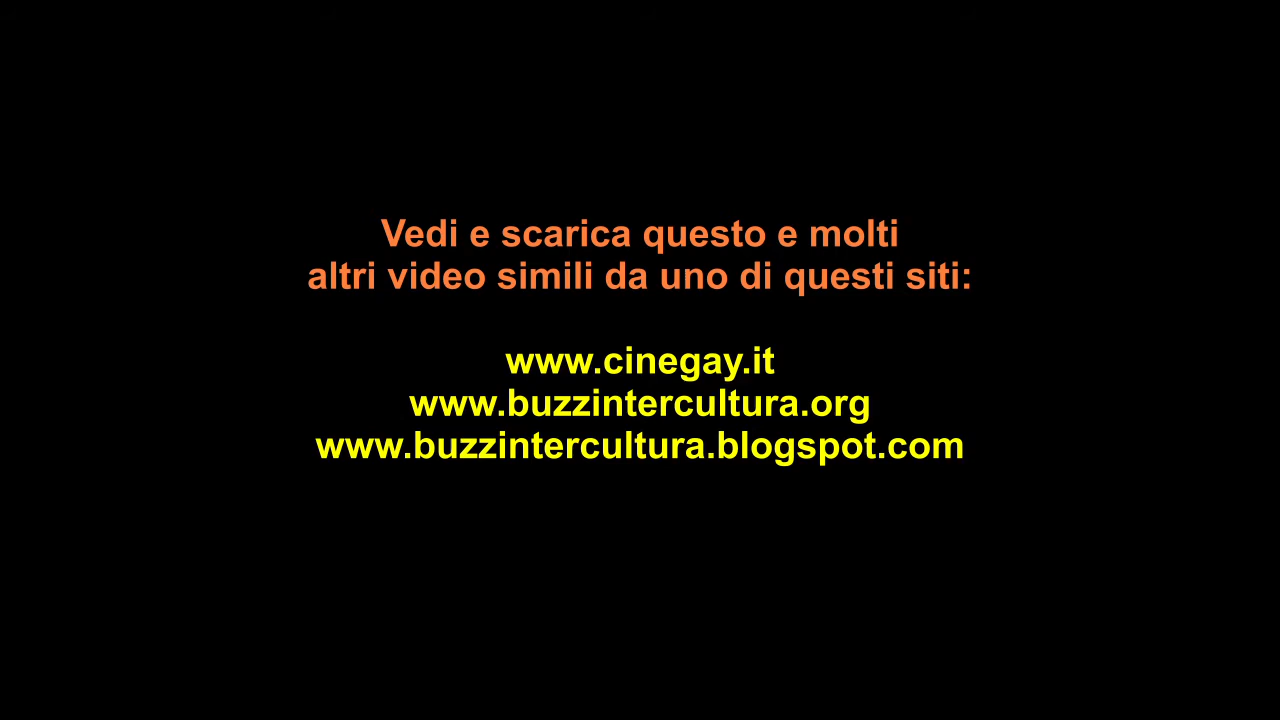 Vedi e scarica questo e molti
altri video simili da uno di questi siti:
www.cinegay.it
www.buzzintercultura.org
www.buzzintercultura.blogspot.com